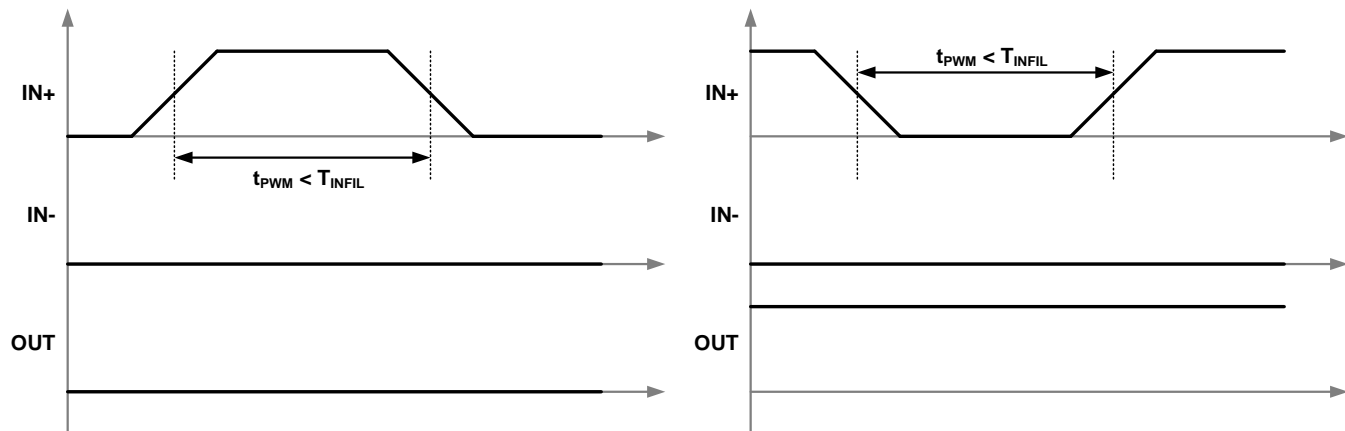 IN+
t_PWM < T_INFIL
IN-
OUT
IN+
t_PWM < T_INFIL
IN-
OUT